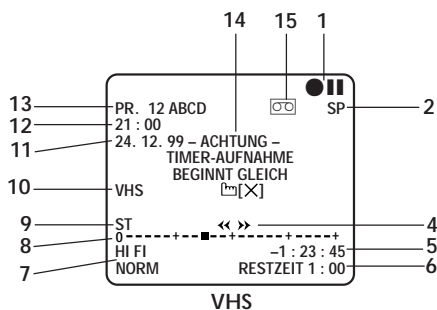 14 15 1
13 PR. 12 ABCD SP 2
12 21 : 00
11 24. 12. 99 – ACHTUNG –
TIMER-AUFNAHME
BEGINNT GLEICH
10 VHS [X]
9 ST 4
8 0
HI FI –1 : 23 : 45 5
7 NORM RESTZEIT 1 : 00 6
VHS